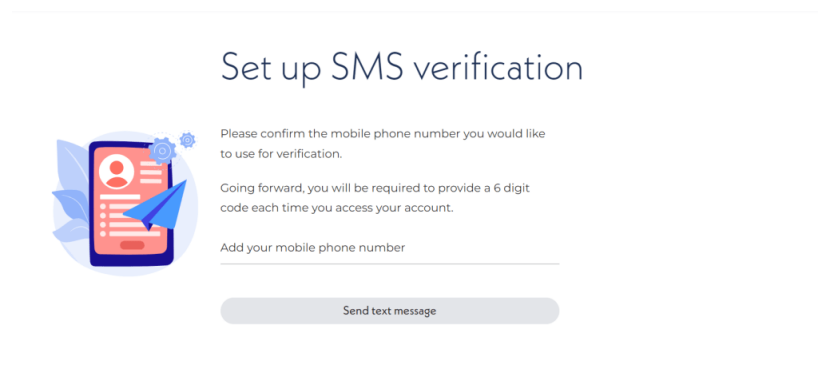 Set up SMS verification
Please confirm the mobile phone number you would like
to use for verification.
Going forward, you will be required to provide a 6 digit
code each time you access your account.
Add your mobile phone number
Send text message